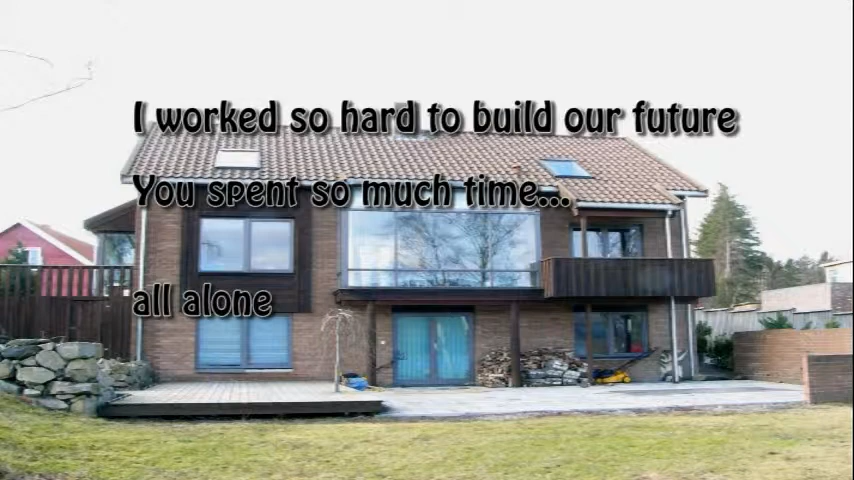 I worked so hard to build our future
You spent so much time...
all alone